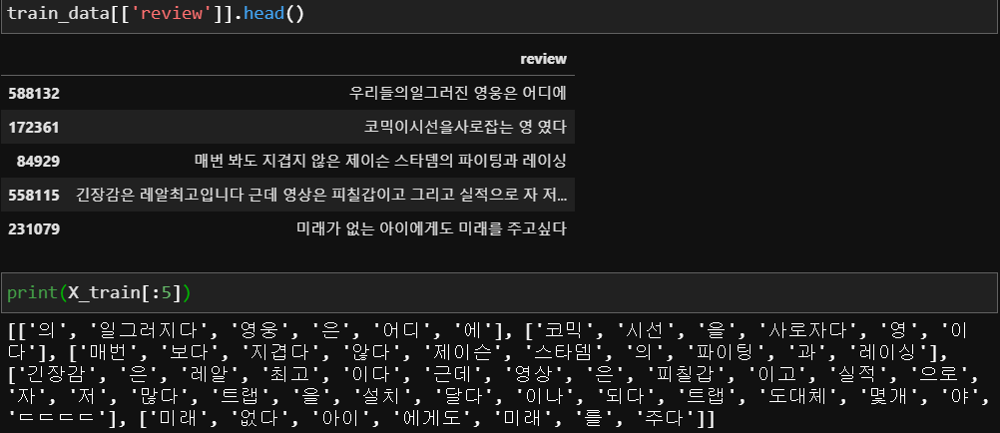 train_data[['review']].head()
review
588132 우리들의일그러진 영웅은 어디에
172361 코믹이시선을사로잡는 영 였다
84929 매번 봐도 지겹지 않은 제이슨 스타뎀의 파이팅과 레이싱
558115 긴장감은 레알최고입니다 근데 영상은 피칠갑이고 그리고 실적으로 자 저...
231079 미래가 없는 아이에게도 미래를 주고싶다
print(X_train[:5])
[['의', '일그러지다', '영웅', '은', '어디', '에'], ['코믹', '시선', '을', '사로자다', '영', '이
다'], ['매번', '보다', '지겹다', '않다', '제이슨', '스타뎀', '의', '파이팅', '과', '레이싱'],
['긴장감', '은', '레알', '최고', '이다', '근데', '영상', '은', '피칠갑', '이고', '실적', '으로',
'자', '저', '많다', '트랩', '을', '설치', '달다', '이나', '되다', '트랩', '도대체', '몇개', '야',
'ㄷㄷㄷㄷ'], ['미래', '없다', '아이', '에게도', '미래', '를', '주다']]